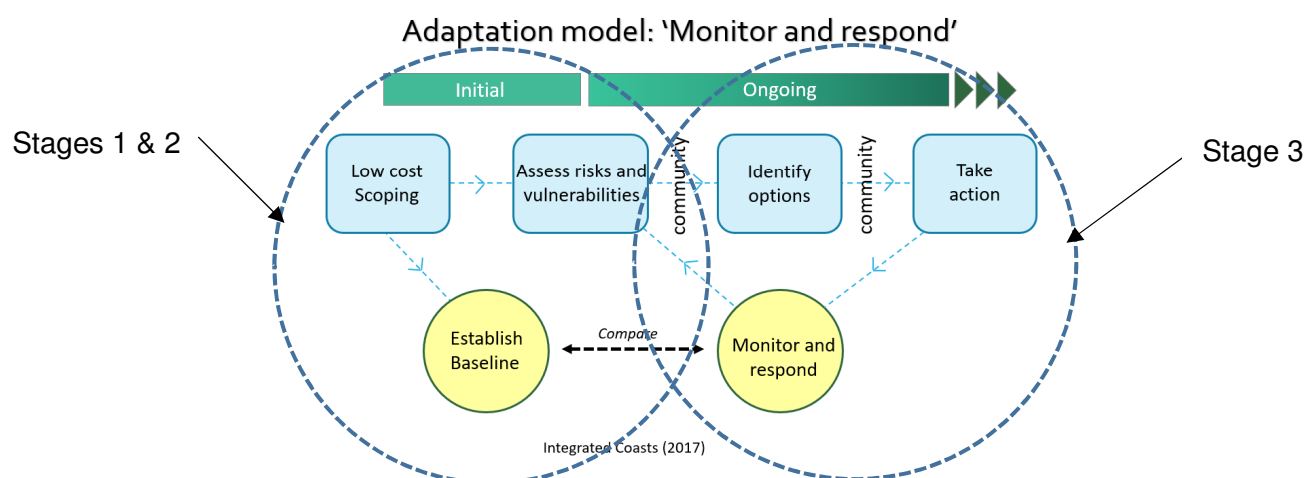 Adaptation model: ‘Monitor and respond’
Initial
Ongoing
Stages 1 & 2
Stage 3
Low cost
Scoping
Assess risks and
vulnerabilities
community
Identify
options
community
Take
action
Establish
Baseline
Compare
Monitor and
respond
Integrated Coasts (2017)